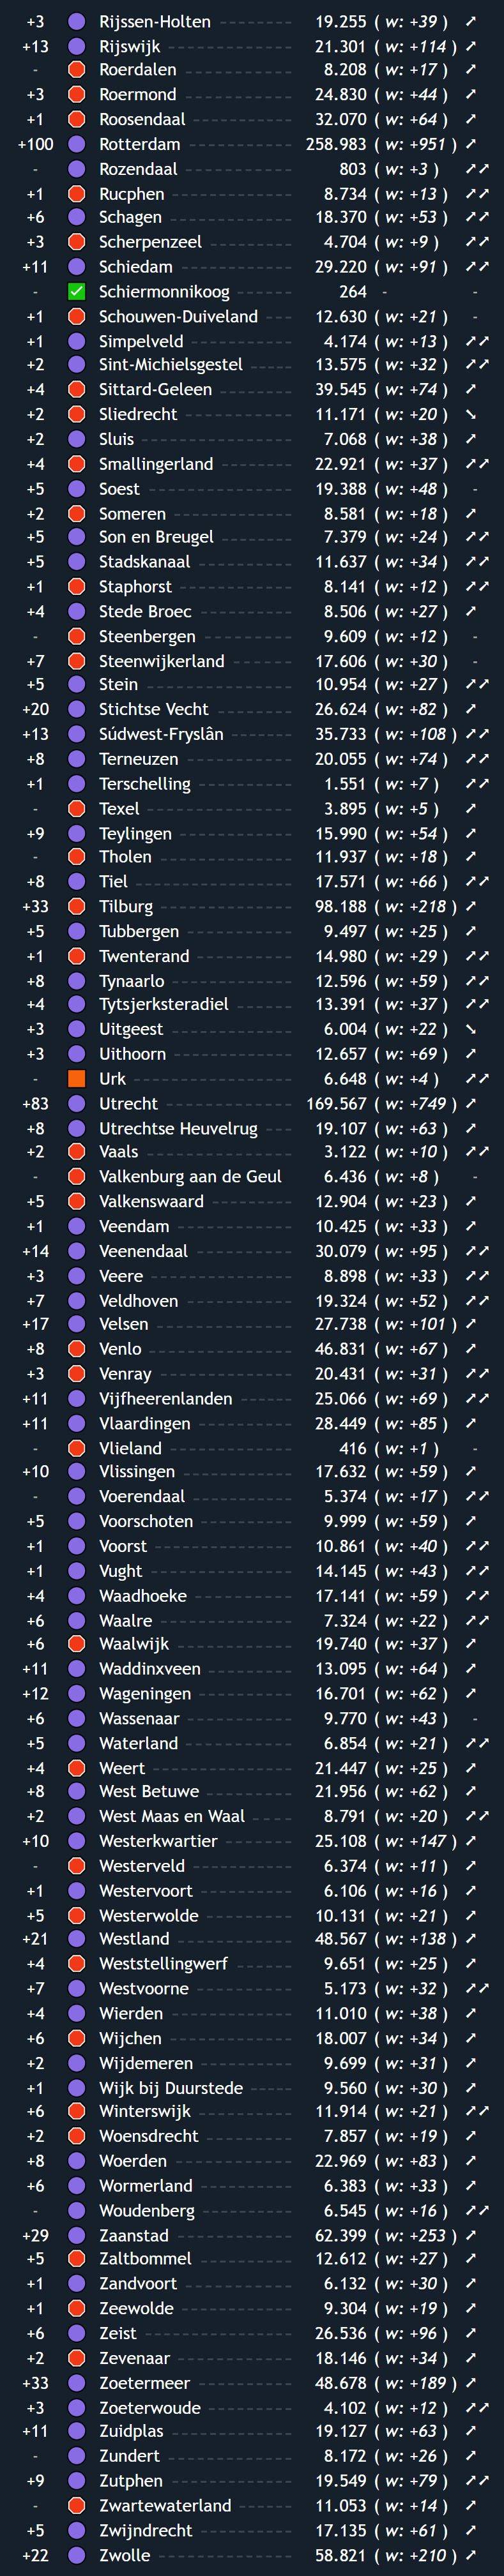 +3 Rijssen-Holten 19.255 ( w: +39 ) ➚
+13 Rijswijk 21.301 ( w: +114 ) ➚
- Roerdalen 8.208 ( w: +17 ) ➚
+3 Roermond 24.830 ( w: +44 ) ➚
+1 Roosendaal 32.070 ( w: +64 ) ➚
+100 Rotterdam 258.983 ( w: +951 ) ➚
- Rozendaal 803 ( w: +3 ) ➚➚
+1 Rucphen 8.734 ( w: +13 ) ➚➚
+6 Schagen 18.370 ( w: +53 ) ➚➚
+3 Scherpenzeel 4.704 ( w: +9 ) ➚➚
+11 Schiedam 29.220 ( w: +91 ) ➚➚
- Schiermonnikoog 264 - -
+1 Schouwen-Duiveland 12.630 ( w: +21 ) -
+1 Simpelveld 4.174 ( w: +13 ) ➚➚
+2 Sint-Michielsgestel 13.575 ( w: +32 ) ➚➚
+4 Sittard-Geleen 39.545 ( w: +74 ) ➚
+2 Sliedrecht 11.171 ( w: +20 ) ➘
+2 Sluis 7.068 ( w: +38 ) ➚
+4 Smallingerland 22.921 ( w: +37 ) ➚➚
+5 Soest 19.388 ( w: +48 ) -
+2 Someren 8.581 ( w: +18 ) ➚
+5 Son en Breugel 7.379 ( w: +24 ) ➚➚
+5 Stadskanaal 11.637 ( w: +34 ) ➚➚
+1 Staphorst 8.141 ( w: +12 ) ➚➚
+4 Stede Broec 8.506 ( w: +27 ) ➚
- Steenbergen 9.609 ( w: +12 ) -
+7 Steenwijkerland 17.606 ( w: +30 ) -
+5 Stein 10.954 ( w: +27 ) ➚➚
+20 Stichtse Vecht 26.624 ( w: +82 ) ➚
+13 Súdwest-Fryslân 35.733 ( w: +108 ) ➚➚
+8 Terneuzen 20.055 ( w: +74 ) ➚➚
+1 Terschelling 1.551 ( w: +7 ) ➚➚
- Texel 3.895 ( w: +5 ) ➚
+9 Teylingen 15.990 ( w: +54 ) ➚
- Tholen 11.937 ( w: +18 ) ➚
+8 Tiel 17.571 ( w: +66 ) ➚➚
+33 Tilburg 98.188 ( w: +218 ) ➚
+5 Tubbergen 9.497 ( w: +25 ) ➚
+1 Twenterand 14.980 ( w: +29 ) ➚➚
+8 Tynaarlo 12.596 ( w: +59 ) ➚➚
+4 Tytsjerksteradiel 13.391 ( w: +37 ) ➚➚
+3 Uitgeest 6.004 ( w: +22 ) ➘
+3 Uithoorn 12.657 ( w: +69 ) ➚
- Urk 6.648 ( w: +4 ) ➚➚
+83 Utrecht 169.567 ( w: +749 ) ➚
+8 Utrechtse Heuvelrug 19.107 ( w: +63 ) ➚
+2 Vaals 3.122 ( w: +10 ) ➚➚
- Valkenburg aan de Geul 6.436 ( w: +8 ) -
+5 Valkenswaard 12.904 ( w: +23 ) ➚
+1 Veendam 10.425 ( w: +33 ) ➚
+14 Veenendaal 30.079 ( w: +95 ) ➚➚
+3 Veere 8.898 ( w: +33 ) ➚➚
+7 Veldhoven 19.324 ( w: +52 ) ➚➚
+17 Velsen 27.738 ( w: +101 ) ➚
+8 Venlo 46.831 ( w: +67 ) ➚
+3 Venray 20.431 ( w: +31 ) ➚➚
+11 Vijfheerenlanden 25.066 ( w: +69 ) ➚➚
+11 Vlaardingen 28.449 ( w: +85 ) ➚
- Vlieland 416 ( w: +1 ) -
+10 Vlissingen 17.632 ( w: +59 ) ➚
- Voerendaal 5.374 ( w: +17 ) ➚➚
+5 Voorschoten 9.999 ( w: +59 ) ➚
+1 Voorst 10.861 ( w: +40 ) ➚➚
+1 Vught 14.145 ( w: +43 ) ➚➚
+4 Waadhoeke 17.141 ( w: +59 ) ➚➚
+6 Waalre 7.324 ( w: +22 ) ➚➚
+6 Waalwijk 19.740 ( w: +37 ) ➚
+11 Waddinxveen 13.095 ( w: +64 ) ➚
+12 Wageningen 16.701 ( w: +62 ) ➚
+6 Wassenaar 9.770 ( w: +43 ) -
+5 Waterland 6.854 ( w: +21 ) ➚➚
+4 Weert 21.447 ( w: +25 ) ➚
+8 West Betuwe 21.956 ( w: +62 ) ➚
+2 West Maas en Waal 8.791 ( w: +20 ) ➚➚
+10 Westerkwartier 25.108 ( w: +147 ) ➚
- Westerveld 6.374 ( w: +11 ) ➚
+1 Westervoort 6.106 ( w: +16 ) ➚
+5 Westerwolde 10.131 ( w: +21 ) ➚
+21 Westland 48.567 ( w: +138 ) ➚
+4 Weststellingwerf 9.651 ( w: +25 ) ➚
+7 Westvoorne 5.173 ( w: +32 ) ➚➚
+4 Wierden 11.010 ( w: +38 ) ➚
+6 Wijchen 18.007 ( w: +34 ) ➚
+2 Wijdemeren 9.699 ( w: +31 ) ➚
+1 Wijk bij Duurstede 9.560 ( w: +30 ) ➚
+6 Winterswijk 11.914 ( w: +21 ) ➚➚
+2 Woensdrecht 7.857 ( w: +19 ) ➚
+8 Woerden 22.969 ( w: +83 ) ➚
+6 Wormerland 6.383 ( w: +33 ) ➚
- Woudenberg 6.545 ( w: +16 ) ➚➚
+29 Zaanstad 62.399 ( w: +253 ) ➚
+5 Zaltbommel 12.612 ( w: +27 ) ➚
+1 Zandvoort 6.132 ( w: +30 ) ➚
+1 Zeewolde 9.304 ( w: +19 ) ➚
+6 Zeist 26.536 ( w: +96 ) ➚
+2 Zevenaar 18.146 ( w: +34 ) ➚
+33 Zoetermeer 48.678 ( w: +189 ) ➚
+3 Zoeterwoude 4.102 ( w: +12 ) ➚➚
+11 Zuidplas 19.127 ( w: +63 ) ➚
- Zundert 8.172 ( w: +26 ) ➚
+9 Zutphen 19.549 ( w: +79 ) ➚➚
- Zwartewaterland 11.053 ( w: +14 ) ➚
+5 Zwijndrecht 17.135 ( w: +61 ) ➚
+22 Zwolle 58.821 ( w: +210 ) ➚